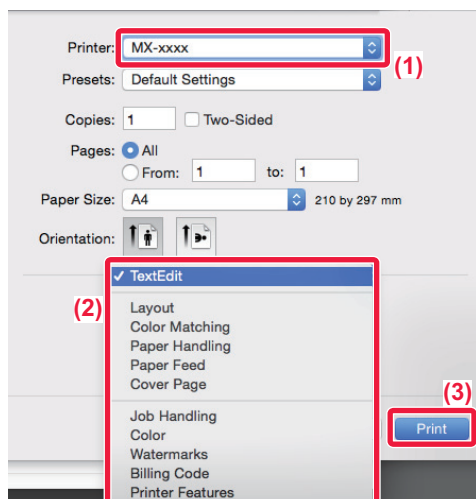 Printer: MX-xxxx
(1)
Presets: Default Settings
Copies: 1 Two-Sided
Pages: All
From: 1 to: 1
Paper Size: A4 210 by 297 mm
Orientation:
✓ TextEdit
(2)
Layout
Color Matching
Paper Handling
Paper Feed
Cover Page
(3)
Job Handling
Print
Color
Watermarks
Billing Code
Printer Features